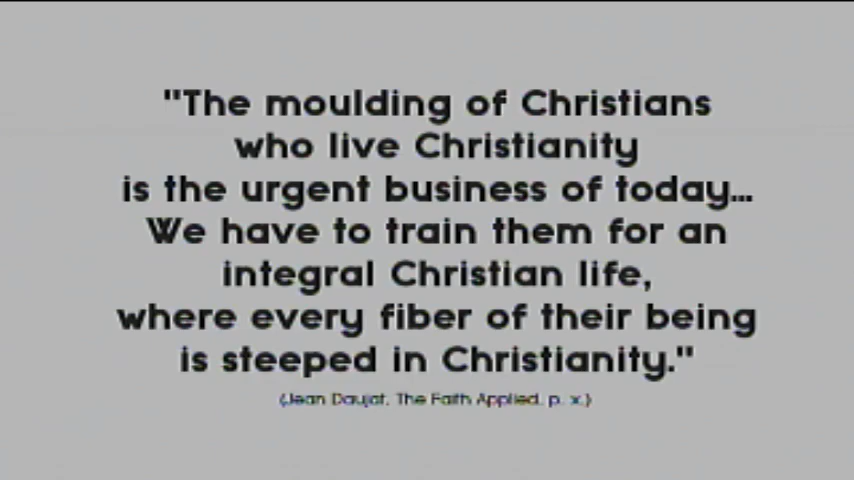 "The moulding of Christians
who live Christianity
is the urgent business of today...
We have to train them for an
integral Christian life,
where every fiber of their being
is steeped in Christianity."
(Jean Daujat, The Faith Applied, p. x.)